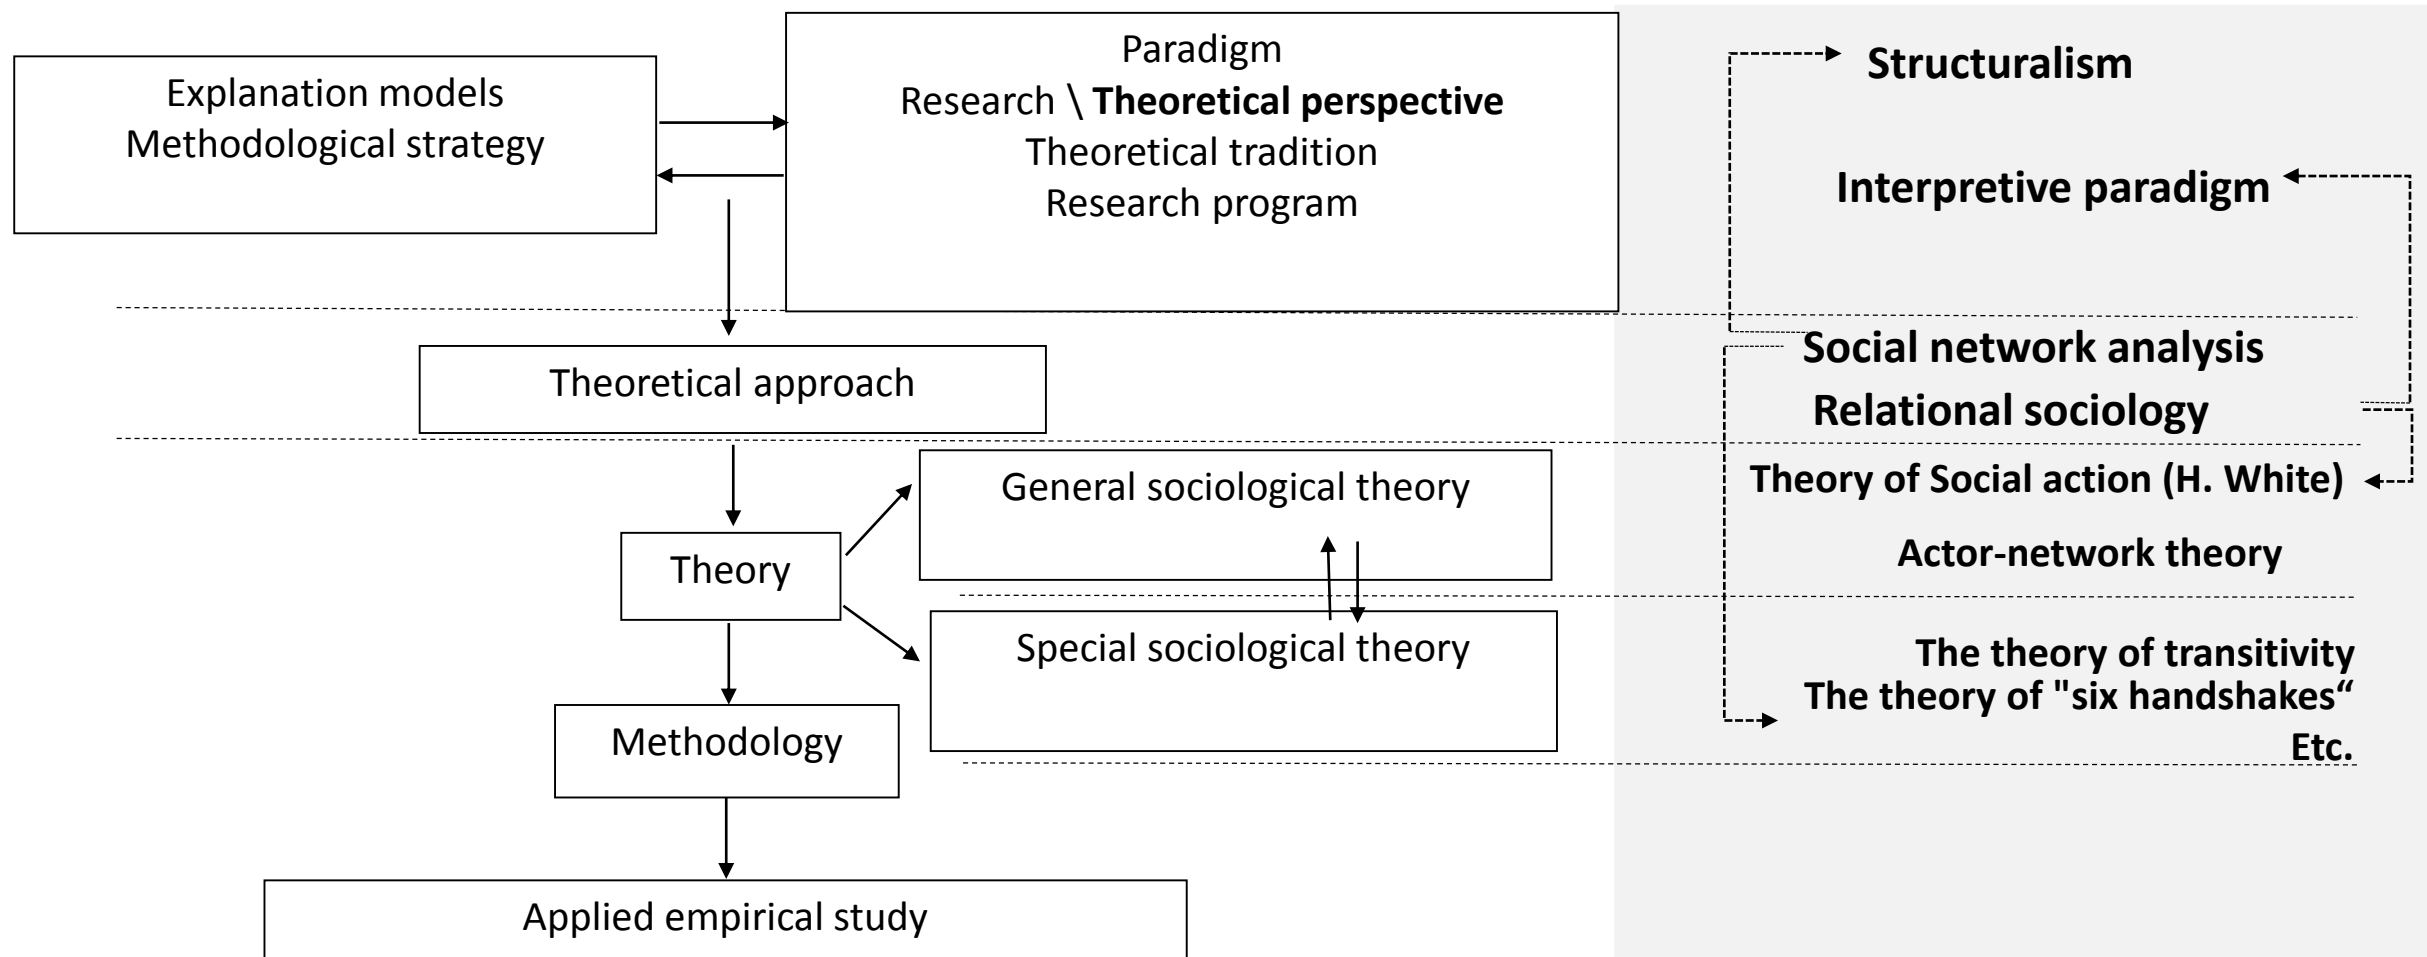 Explanation models
Methodological strategy
Paradigm
Research \ Theoretical perspective
Theoretical tradition
Research program
Structuralism
Interpretive paradigm
Theoretical approach
Social network analysis
Relational sociology
Theory
General sociological theory
Theory of Social action (H. White)
Actor-network theory
Special sociological theory
The theory of transitivity
The theory of "six handshakes“
Etc.
Methodology
Applied empirical study